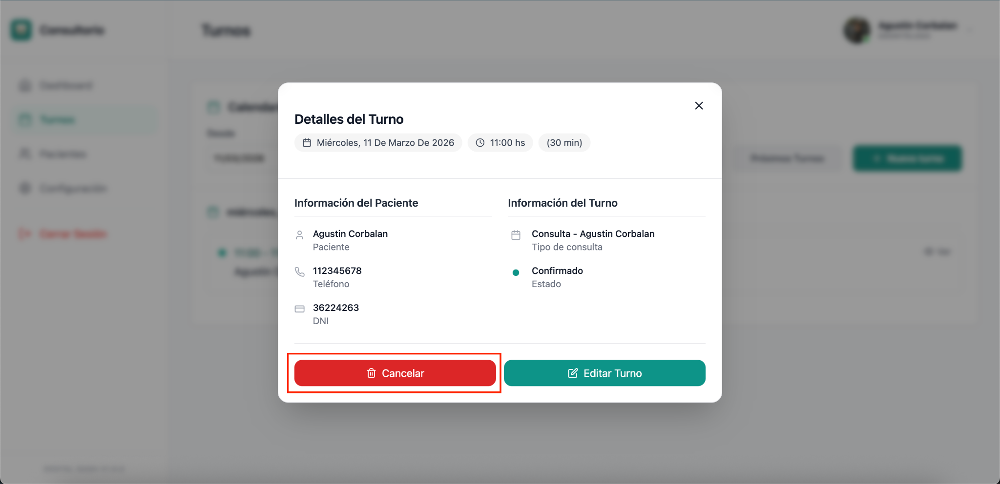 Consultorio
Turnos
Agustin Corbalan
Dashboard
Turnos
Pacientes
Configuración
Cerrar Sesión
Próximos Turnos
Nuevo turno
Detalles del Turno
Miércoles, 11 De Marzo De 2026
11:00 hs
(30 min)
Información del Paciente
Agustin Corbalan
Paciente
112345678
Teléfono
36224263
DNI
Información del Turno
Consulta - Agustin Corbalan
Tipo de consulta
Confirmado
Estado
Cancelar
Editar Turno